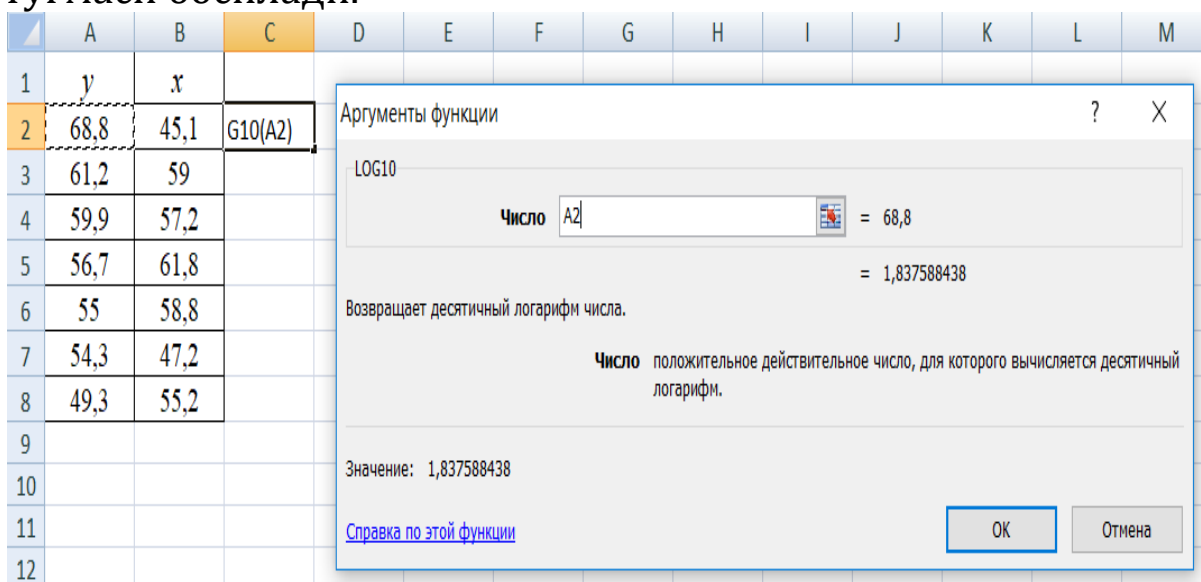 A B C D E F G H I J K L M
1 y x
2 68,8 45,1 G10(A2)
3 61,2 59
4 59,9 57,2
5 56,7 61,8
6 55 58,8
7 54,3 47,2
8 49,3 55,2
9
10
11
12
Аргументы функции ? X
LOG10
Число A2 = 68,8
= 1,837588438
Возвращает десятичный логарифм числа.
Число положительное действительное число, для которого вычисляется десятичный
логарифм.
Значение: 1,837588438
Справка по этой функции OK Отмена